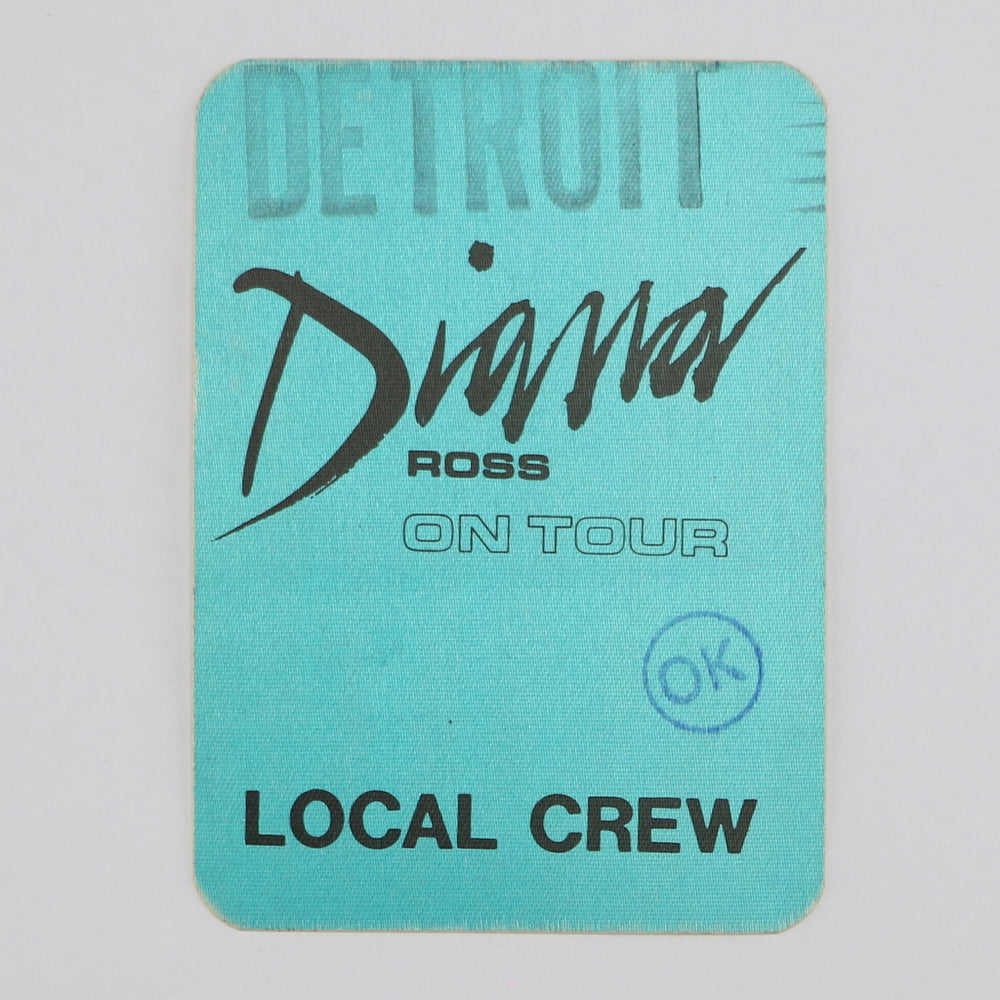 DETROIT
Diana
ROSS
ON TOUR
OK
LOCAL CREW